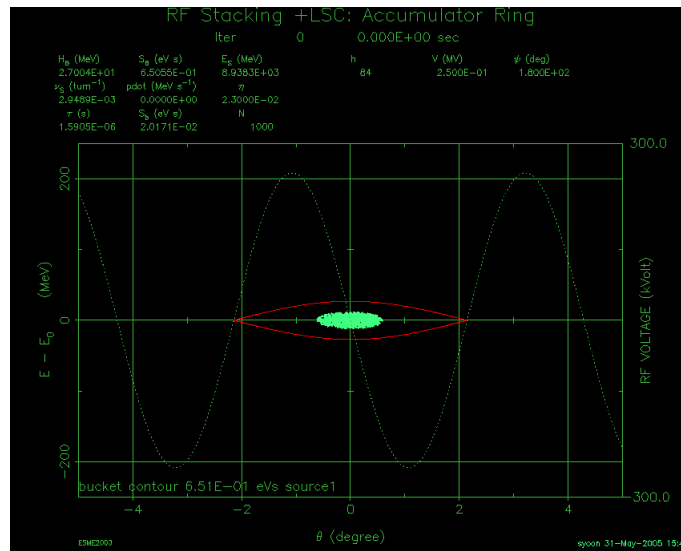 RF Stacking +LSC: Accumulator Ring
Iter 0 0.000E+00 sec
H_B (MeV) S_B (eV s) E_S (MeV) h V (MV) ψ (deg)
2.7004E+01 6.5055E-01 8.9383E+03 84 2.500E-01 1.800E+02
ν_S (turn⁻¹) pdot (MeV s⁻¹) η
2.9489E-03 0.0000E+00 2.3000E-02
τ (s) S_b (eV s) N
1.5905E-06 2.0171E-02 1000
300.0
200
0
-200
E - E_0 (MeV)
RF VOLTAGE (kVolt)
bucket contour 6.51E-01 eVs source1
300.0
-4 -2 0 2 4
θ (degree)
ESME2003
syoon 31-May-2005 15:4